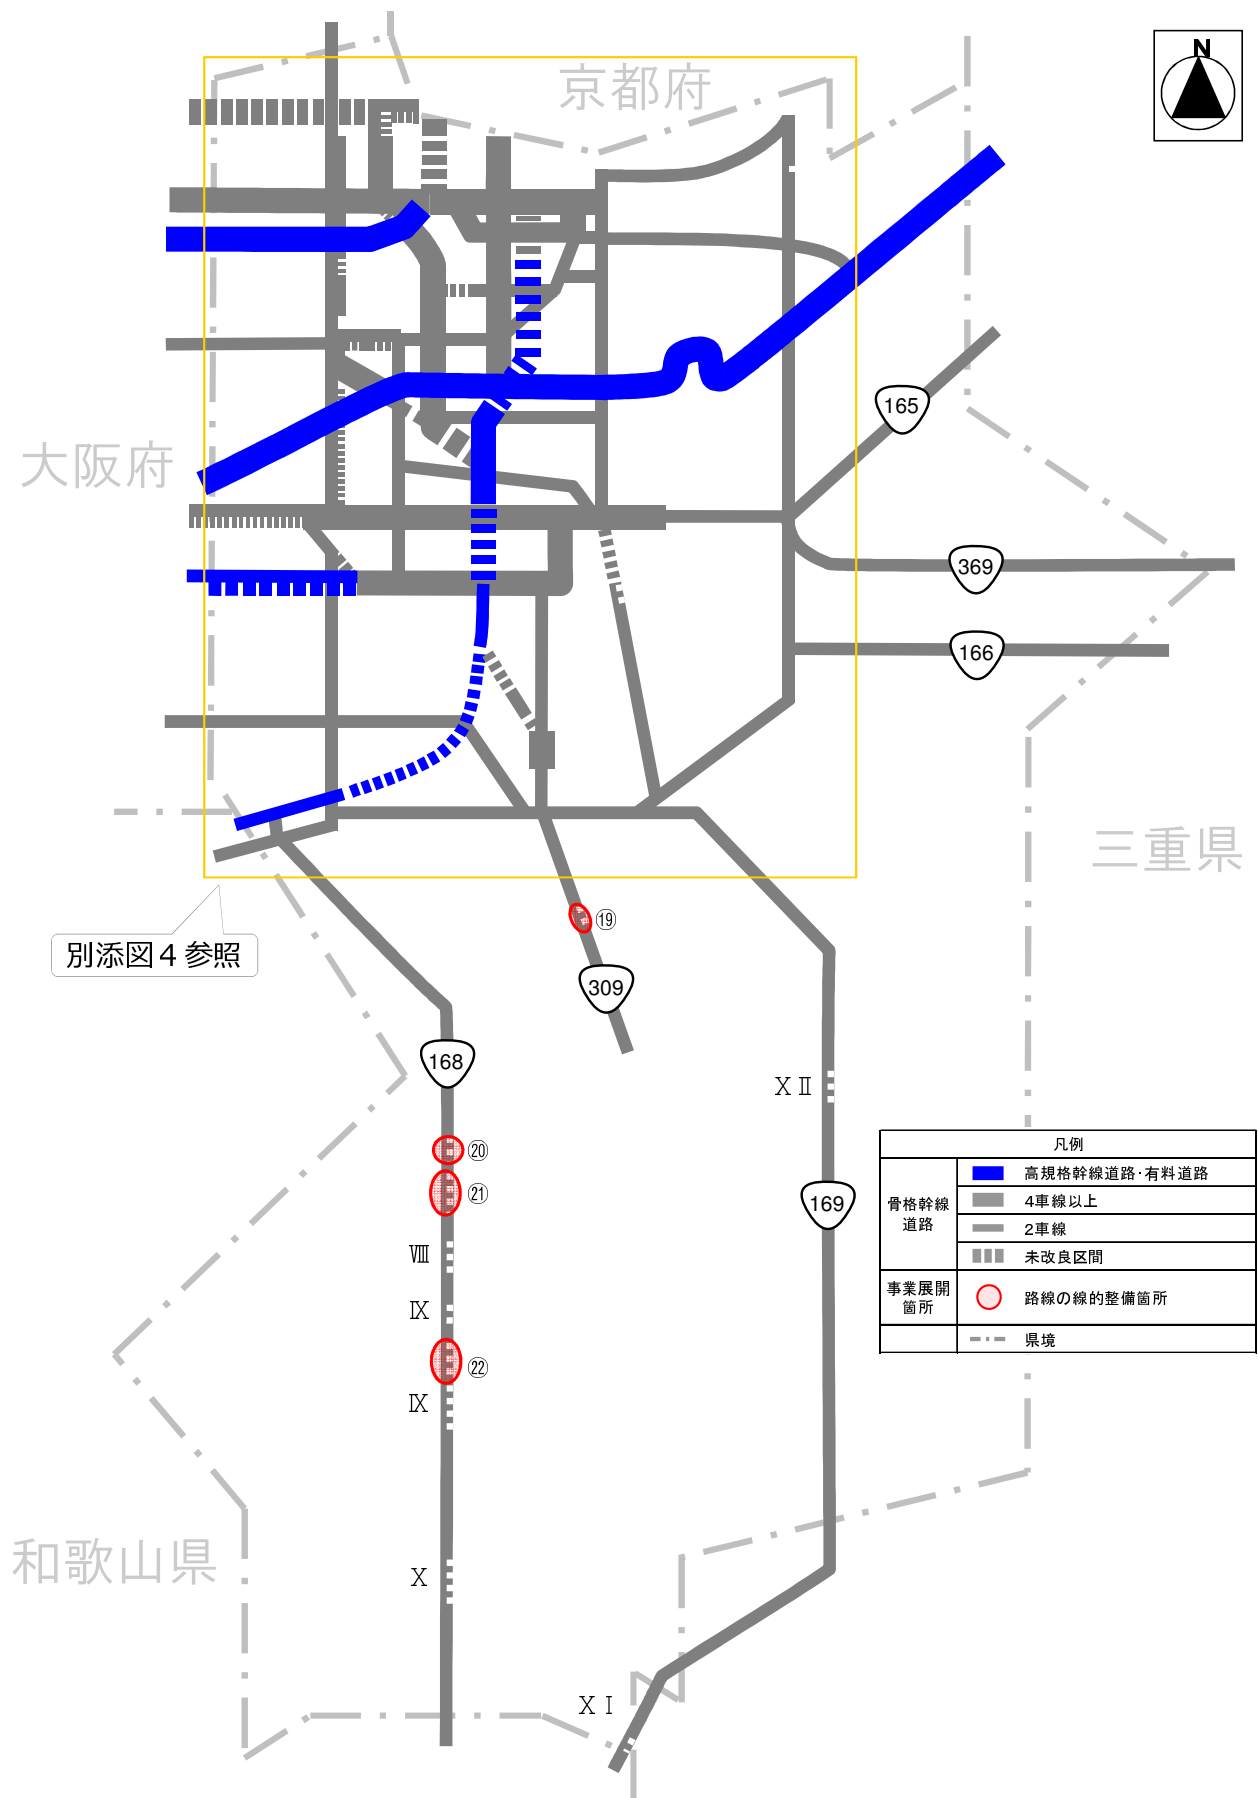 N
京都府
165
大阪府
369
166
三重県
⑲
別添図4参照
309
168
ⅩⅡ
⑳
㉑
169
Ⅷ
Ⅸ
㉒
Ⅸ
和歌山県
Ⅹ
ⅩⅠ
凡例
骨格幹線
道路
高規格幹線道路・有料道路
4車線以上
2車線
未改良区間
事業展開
箇所
路線の線的整備箇所
県境